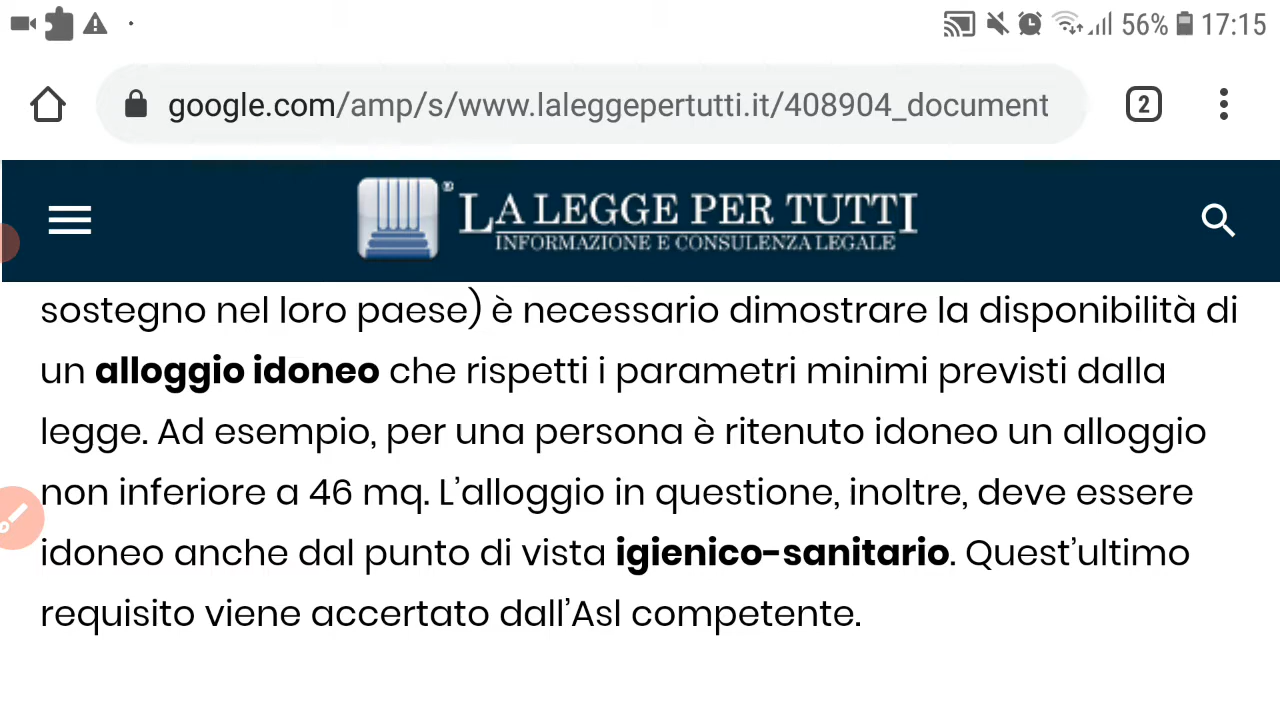 56% 17:15
google.com/amp/s/www.laleggepertutti.it/408904_document
2
® LA LEGGE PER TUTTI
INFORMAZIONE E CONSULENZA LEGALE
sostegno nel loro paese) è necessario dimostrare la disponibilità di
un alloggio idoneo che rispetti i parametri minimi previsti dalla
legge. Ad esempio, per una persona è ritenuto idoneo un alloggio
non inferiore a 46 mq. L’alloggio in questione, inoltre, deve essere
idoneo anche dal punto di vista igienico-sanitario. Quest’ultimo
requisito viene accertato dall’Asl competente.